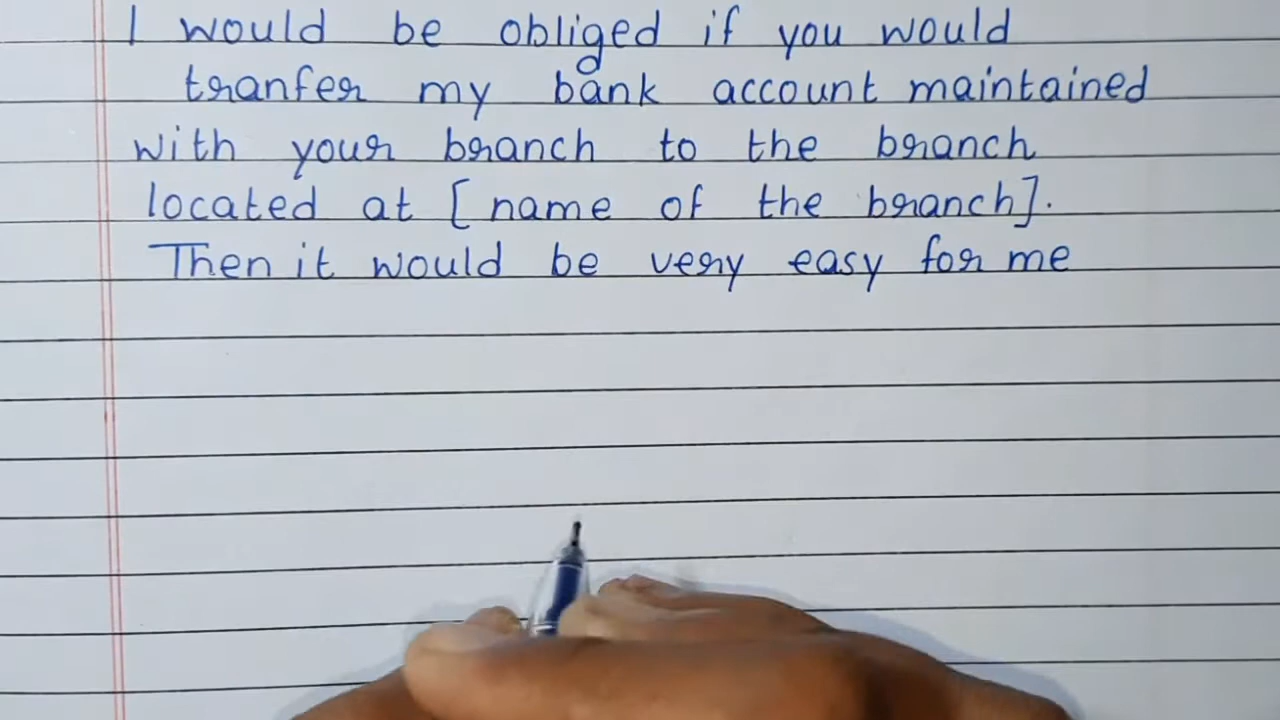 I would be obliged if you would
tranfer my bank account maintained
with your branch to the branch
located at [name of the branch].
Then it would be very easy for me